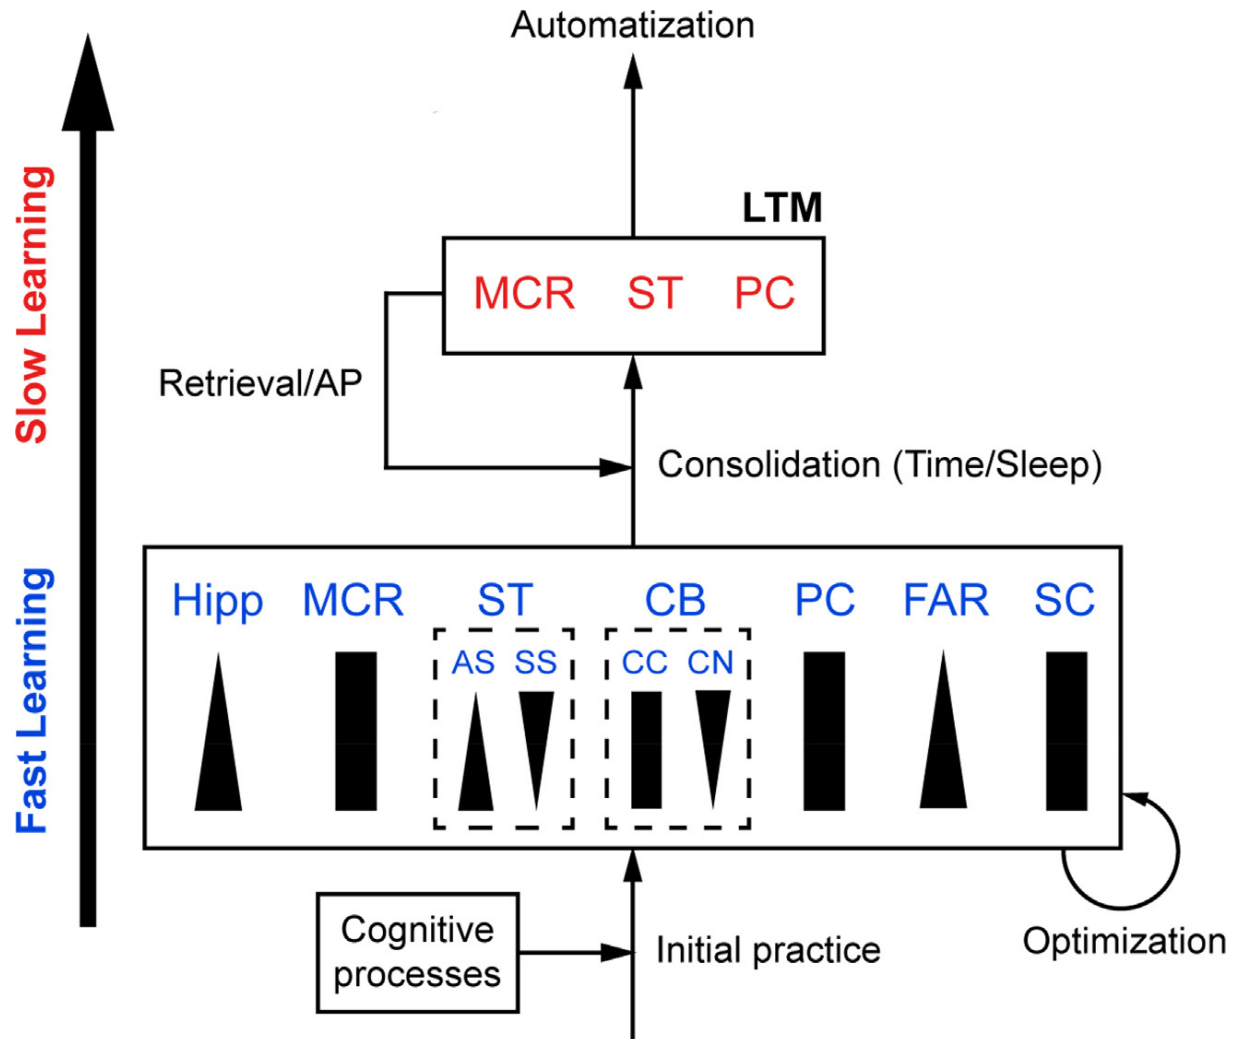 Automatization
LTM
MCR ST PC
Retrieval/AP
Consolidation (Time/Sleep)
Slow Learning
Fast Learning
Hipp MCR ST CB PC FAR SC
AS SS CC CN
Cognitive
processes
Initial practice
Optimization